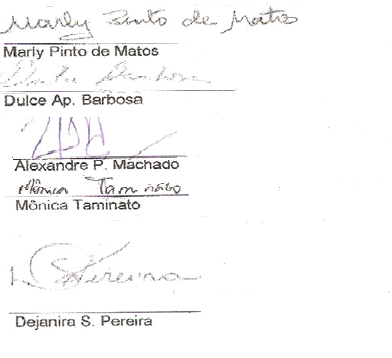 Marly Pinto de Matos
Marly Pinto de Matos
Dulce Ap. Barbosa
Alexandre P. Machado
Mônica Taminato
Mônica Taminato
Pereira
Dejanira S. Pereira